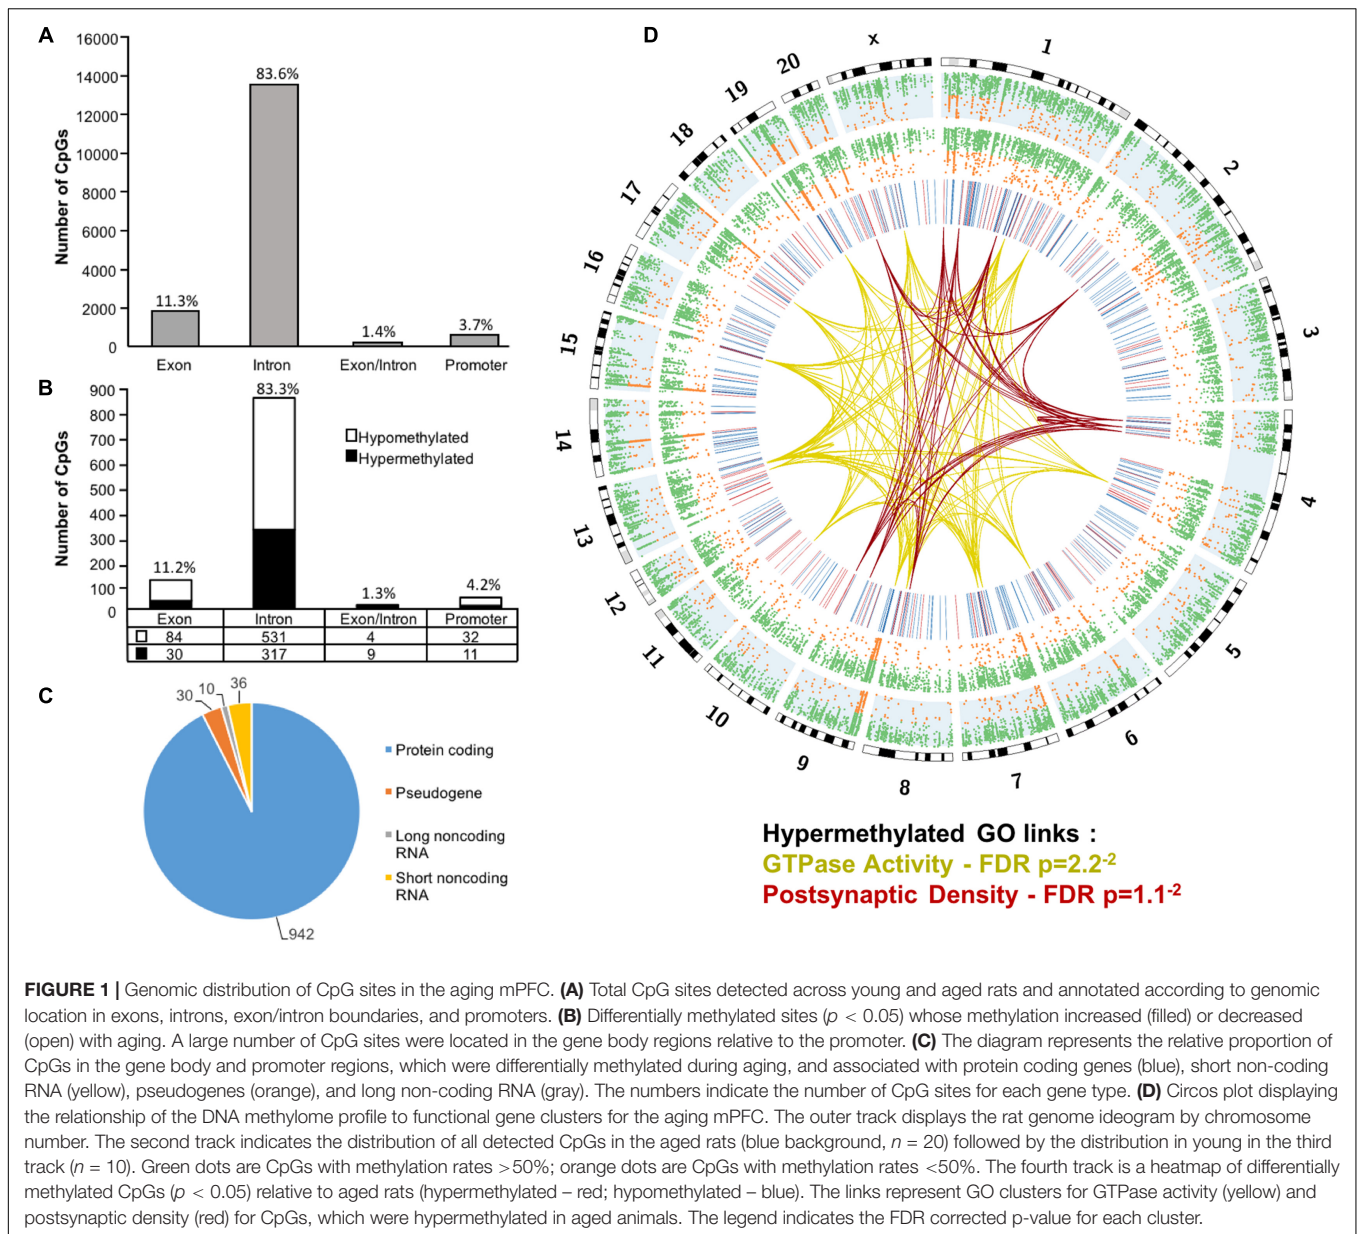 A
16000
14000
12000
10000
8000
6000
4000
2000
0
Number of CpGs
11.3%
83.6%
1.4%
3.7%
Exon
Intron
Exon/Intron
Promoter
B
900
800
700
600
500
400
300
200
100
0
Number of CpGs
11.2%
83.3%
1.3%
4.2%
Hypomethylated
Hypermethylated
Exon Intron Exon/Intron Promoter
84 531 4 32
30 317 9 11
C
30
10
36
942
Protein coding
Pseudogene
Long noncoding
RNA
Short noncoding
RNA
D
1
2
3
4
5
6
7
8
9
10
11
12
13
14
15
16
17
18
19
20
x
Hypermethylated GO links :
GTPase Activity - FDR p=2.2-2
Postsynaptic Density - FDR p=1.1-2
FIGURE 1 | Genomic distribution of CpG sites in the aging mPFC. (A) Total CpG sites detected across young and aged rats and annotated according to genomic
location in exons, introns, exon/intron boundaries, and promoters. (B) Differentially methylated sites (p < 0.05) whose methylation increased (filled) or decreased
(open) with aging. A large number of CpG sites were located in the gene body regions relative to the promoter. (C) The diagram represents the relative proportion of
CpGs in the gene body and promoter regions, which were differentially methylated during aging, and associated with protein coding genes (blue), short non-coding
RNA (yellow), pseudogenes (orange), and long non-coding RNA (gray). The numbers indicate the number of CpG sites for each gene type. (D) Circos plot displaying
the relationship of the DNA methylome profile to functional gene clusters for the aging mPFC. The outer track displays the rat genome ideogram by chromosome
number. The second track indicates the distribution of all detected CpGs in the aged rats (blue background, n = 20) followed by the distribution in young in the third
track (n = 10). Green dots are CpGs with methylation rates >50%; orange dots are CpGs with methylation rates <50%. The fourth track is a heatmap of differentially
methylated CpGs (p < 0.05) relative to aged rats (hypermethylated – red; hypomethylated – blue). The links represent GO clusters for GTPase activity (yellow) and
postsynaptic density (red) for CpGs, which were hypermethylated in aged animals. The legend indicates the FDR corrected p-value for each cluster.